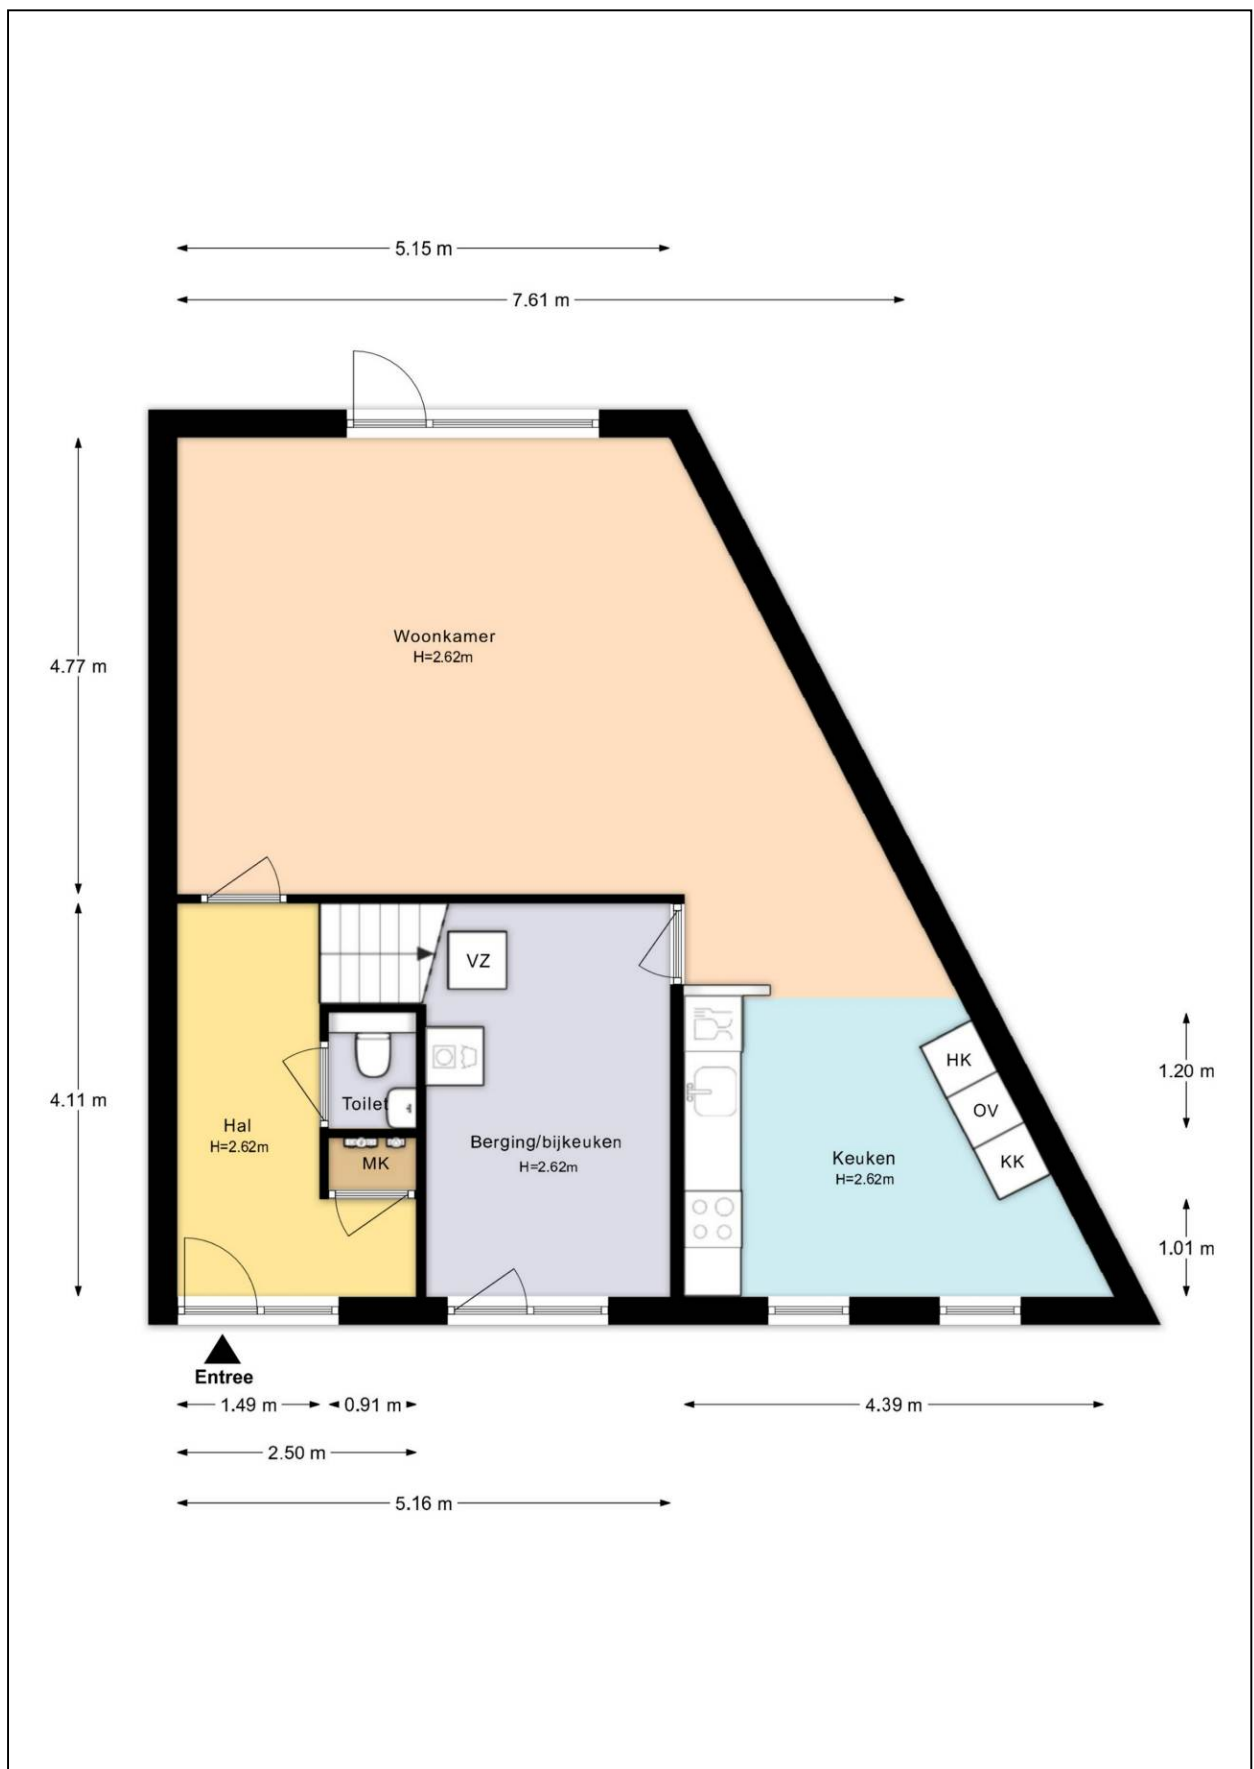 5.15 m
7.61 m
Woonkamer
H=2.62m
4.77 m
VZ
HK
1.20 m
OV
4.11 m
Toilet
Hal
H=2.62m
Berging/bijkeuken
H=2.62m
MK
Keuken
H=2.62m
KK
1.01 m
Entree
1.49 m
0.91 m
4.39 m
2.50 m
5.16 m